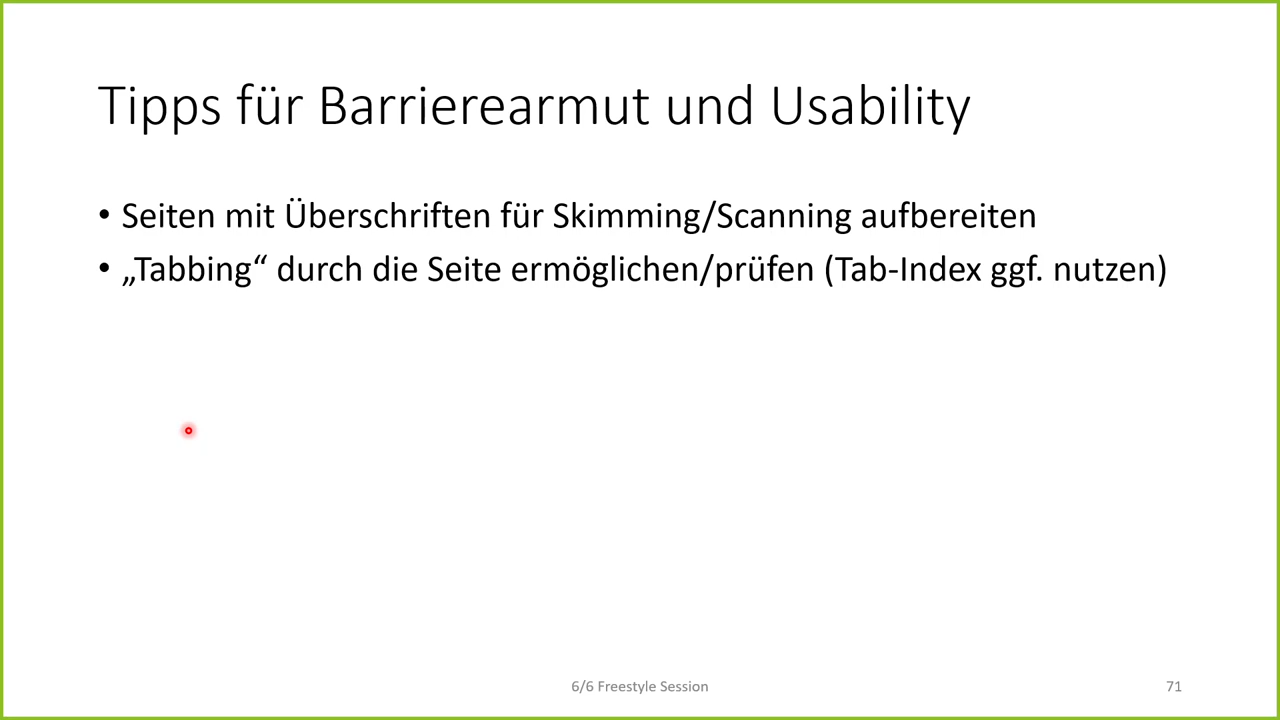 Tipps für Barrierearmut und Usability
• Seiten mit Überschriften für Skimming/Scanning aufbereiten
• „Tabbing“ durch die Seite ermöglichen/prüfen (Tab-Index ggf. nutzen)
6/6 Freestyle Session
71